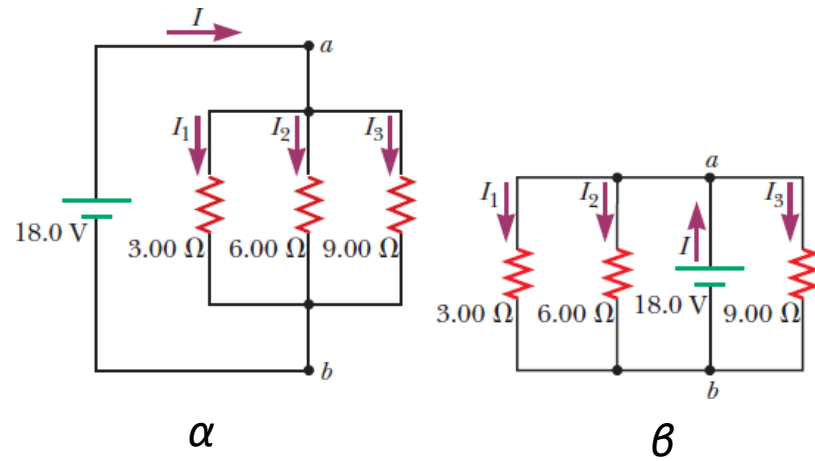 I
a
I₁ I₂ I₃
18.0 V
3.00 Ω 6.00 Ω 9.00 Ω
b
α
a
I₁ I₂ I I₃
3.00 Ω 6.00 Ω 18.0 V 9.00 Ω
b
β